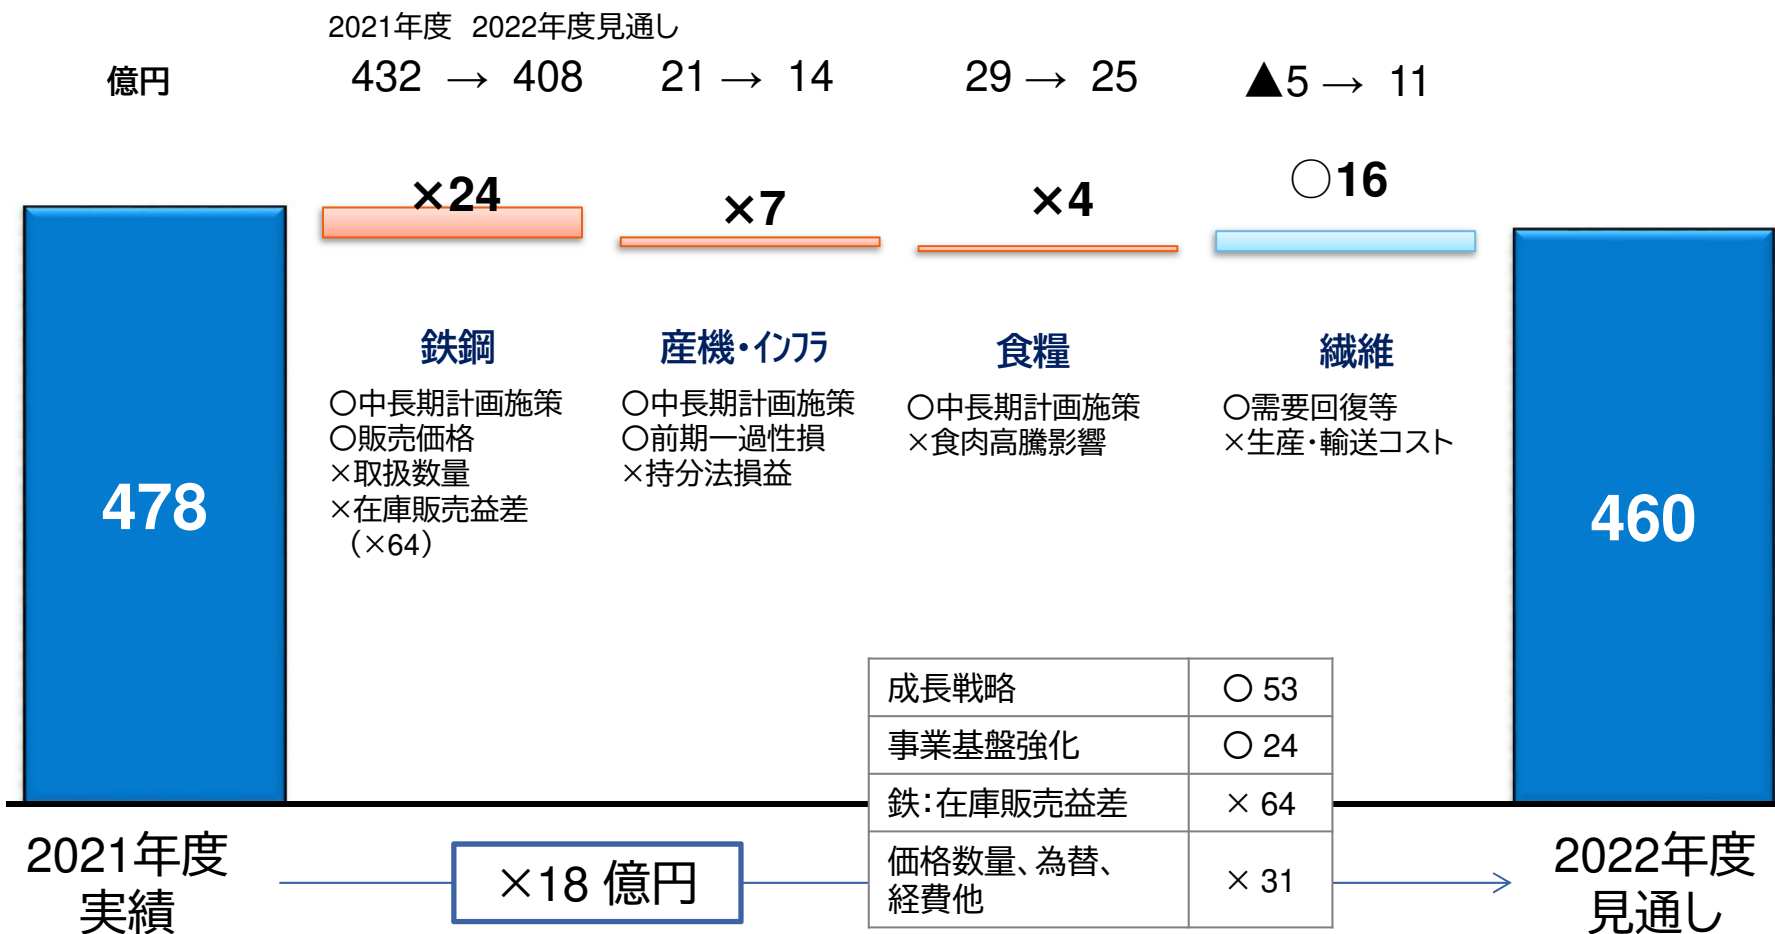 2021年度 2022年度見通し
億円
432 → 408
21 → 14
29 → 25
▲5 → 11
×24
×7
×4
○16
478
鉄鋼
○中長期計画施策
○販売価格
×取扱数量
×在庫販売益差
（×64）
産機・インフラ
○中長期計画施策
○前期一過性損
×持分法損益
食糧
○中長期計画施策
×食肉高騰影響
繊維
○需要回復等
×生産・輸送コスト
460
成長戦略 ○ 53
事業基盤強化 ○ 24
鉄：在庫販売益差 × 64
価格数量、為替、
経費他 × 31
2021年度
実績
×18 億円
2022年度
見通し